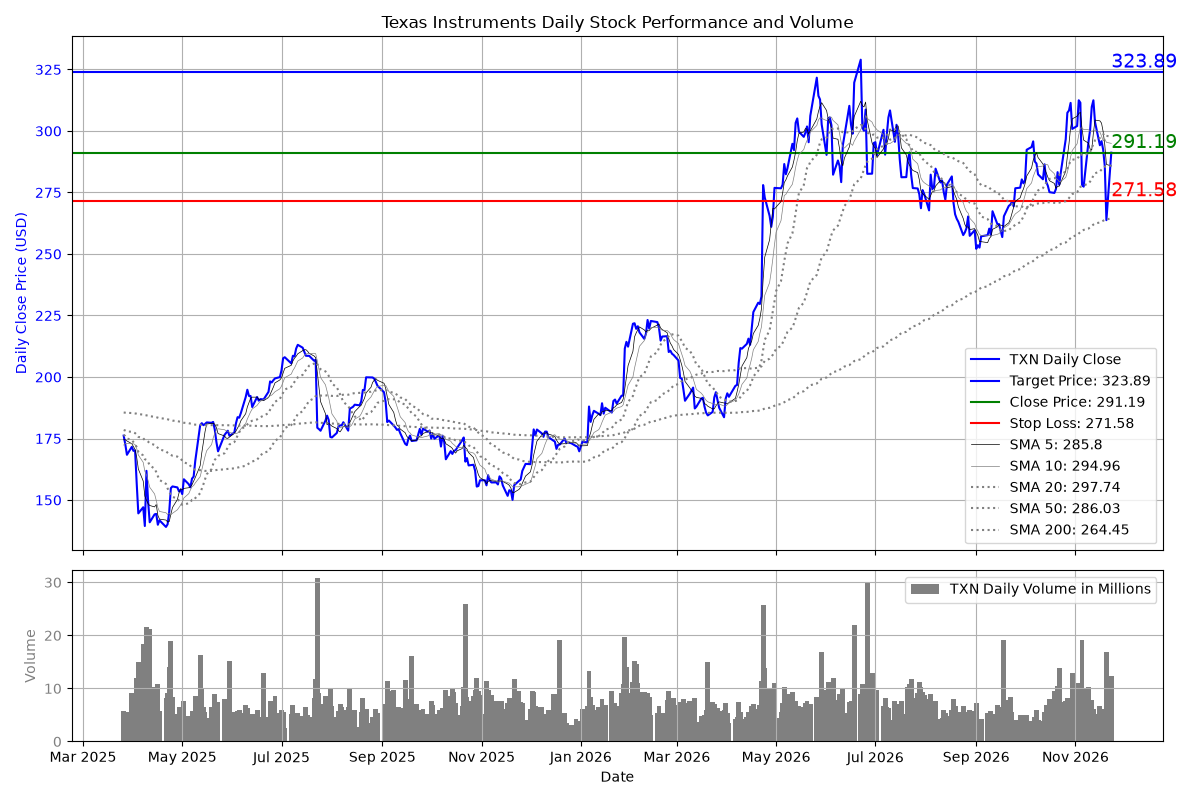 Texas Instruments Daily Stock Performance and Volume
Daily Close Price (USD)
325
300
275
250
225
200
175
150
323.89
291.19
271.58
TXN Daily Close
Target Price: 323.89
Close Price: 291.19
Stop Loss: 271.58
SMA 5: 285.8
SMA 10: 294.96
SMA 20: 297.74
SMA 50: 286.03
SMA 200: 264.45
Volume
30
20
10
0
TXN Daily Volume in Millions
Mar 2025 May 2025 Jul 2025 Sep 2025 Nov 2025 Jan 2026 Mar 2026 May 2026 Jul 2026 Sep 2026 Nov 2026
Date